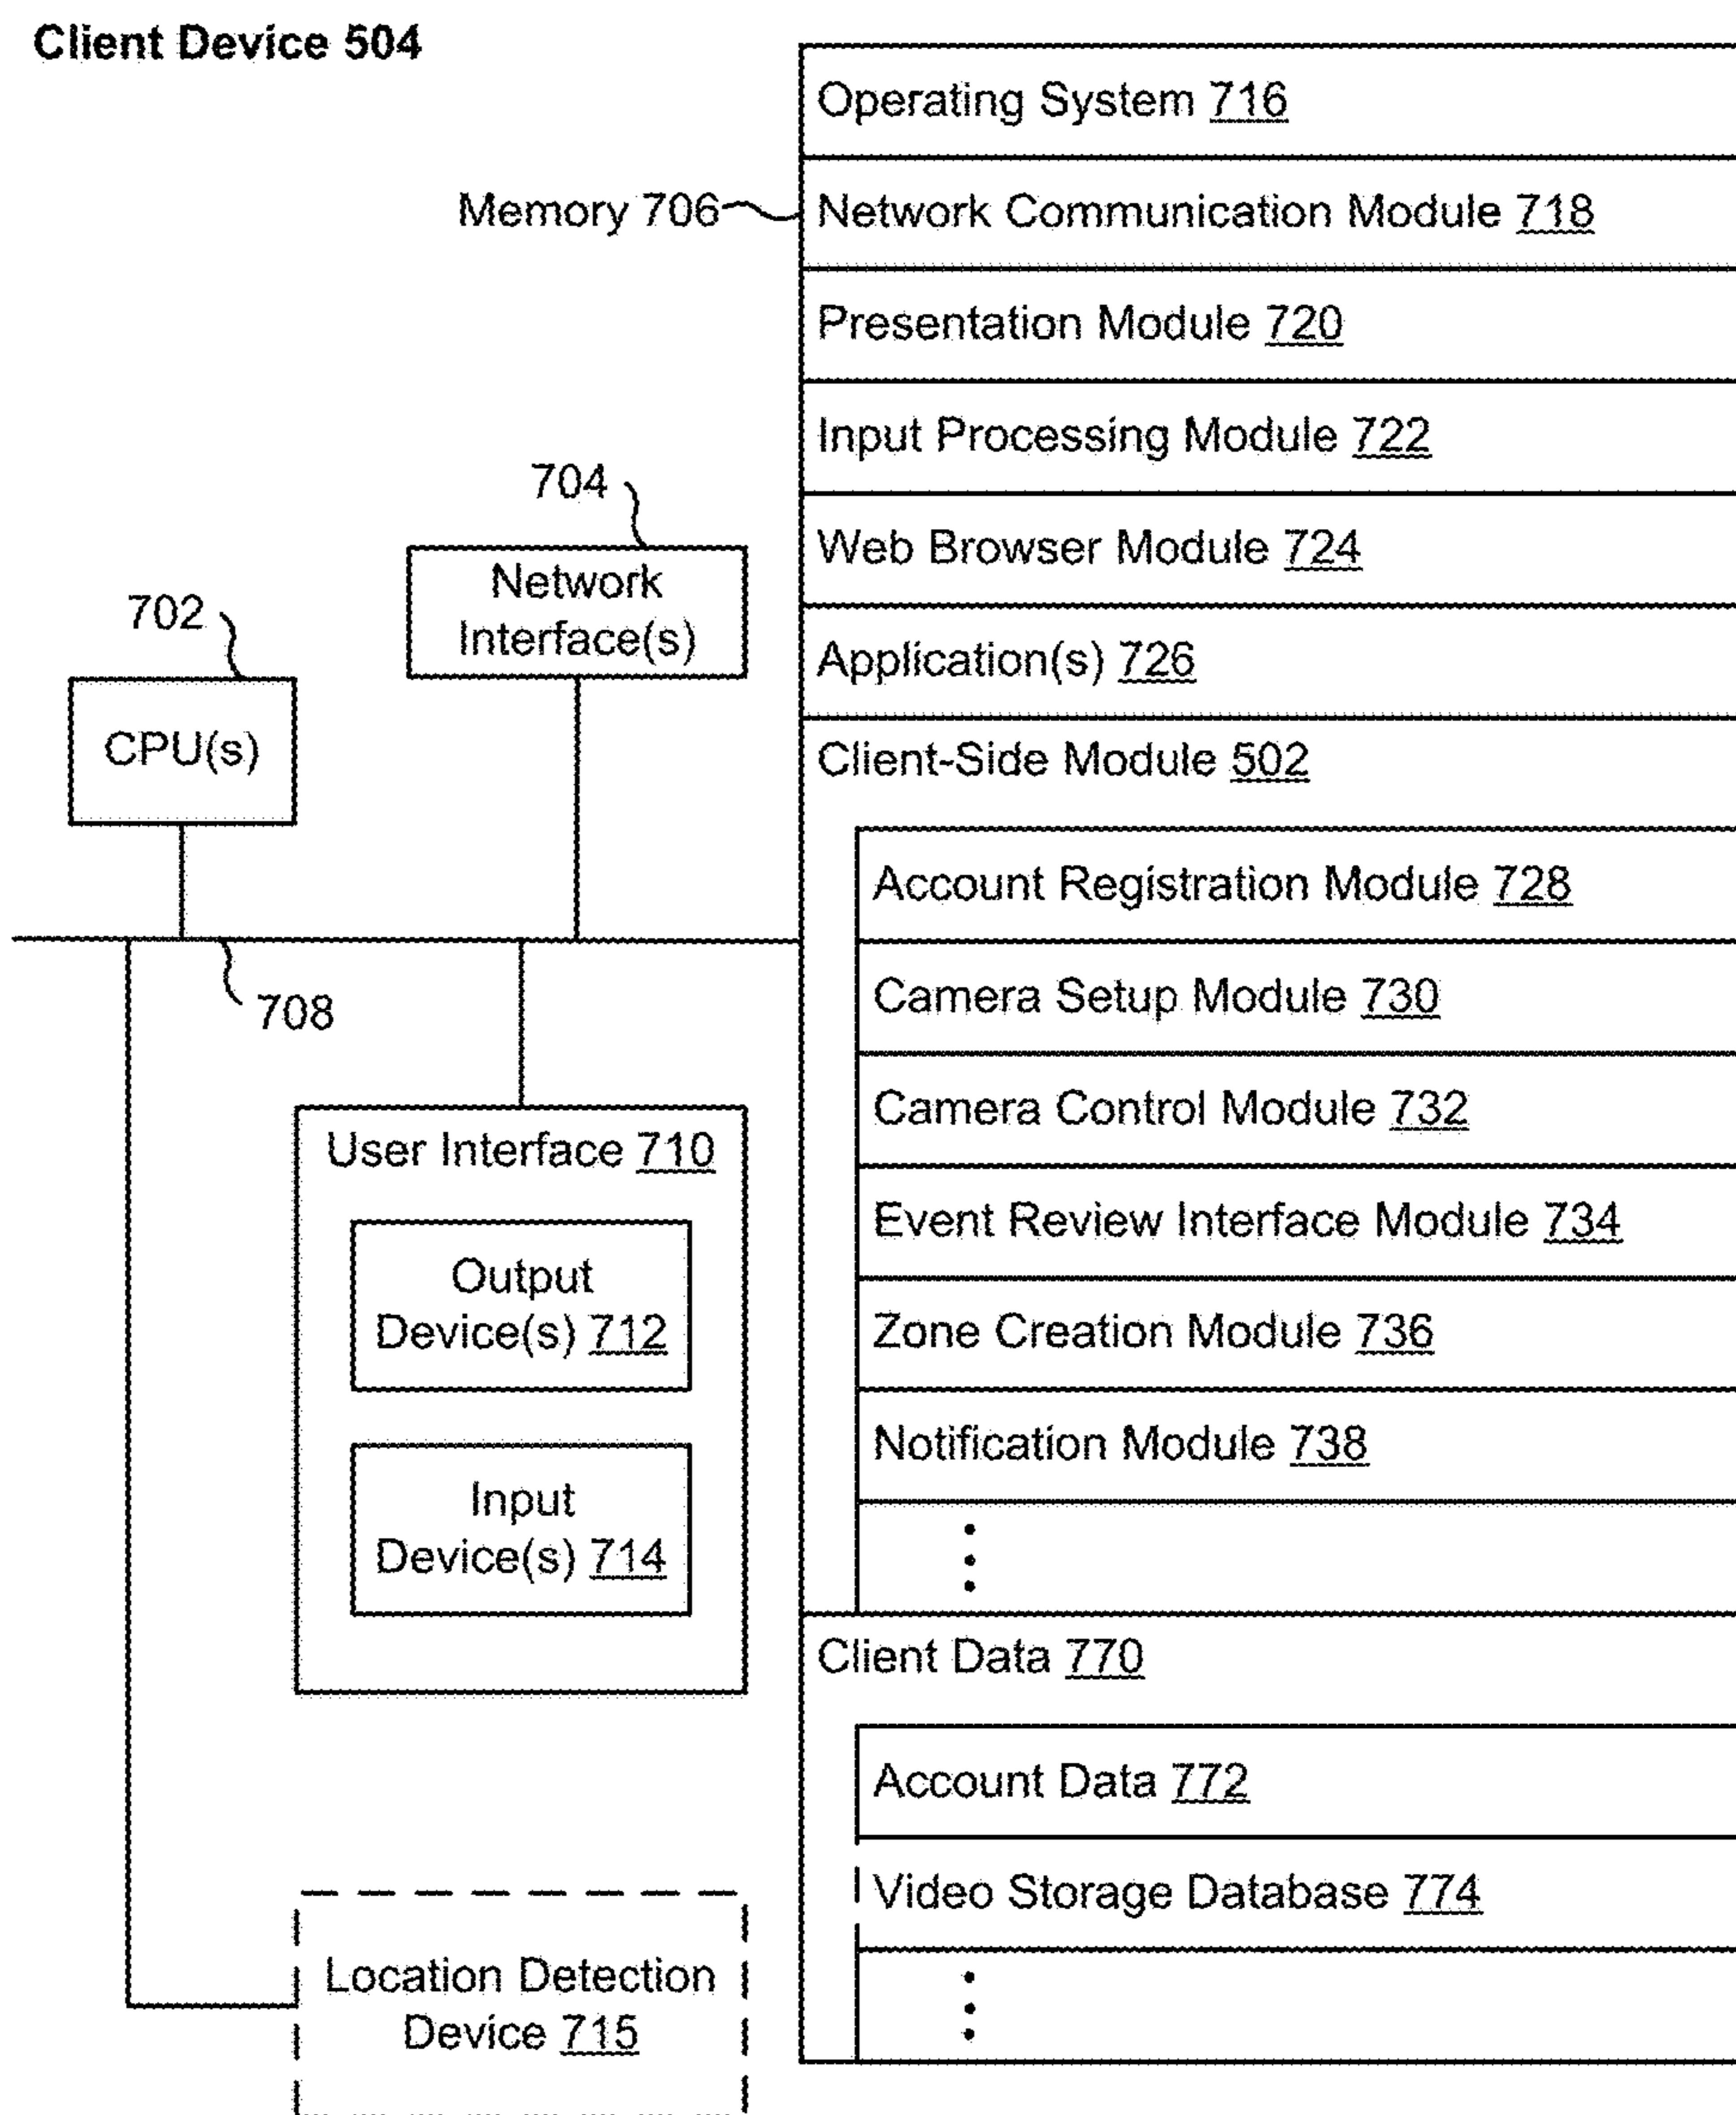 Client Device 504
Operating System 716
Memory 706
Network Communication Module 718
Presentation Module 720
Input Processing Module 722
704
Network
Interface(s)
Web Browser Module 724
702
CPU(s)
Application(s) 726
Client-Side Module 502
Account Registration Module 728
708
Camera Setup Module 730
Camera Control Module 732
User Interface 710
Output
Device(s) 712
Input
Device(s) 714
Event Review Interface Module 734
Zone Creation Module 736
Notification Module 738
Client Data 770
Account Data 772
Video Storage Database 774
Location Detection
Device 715